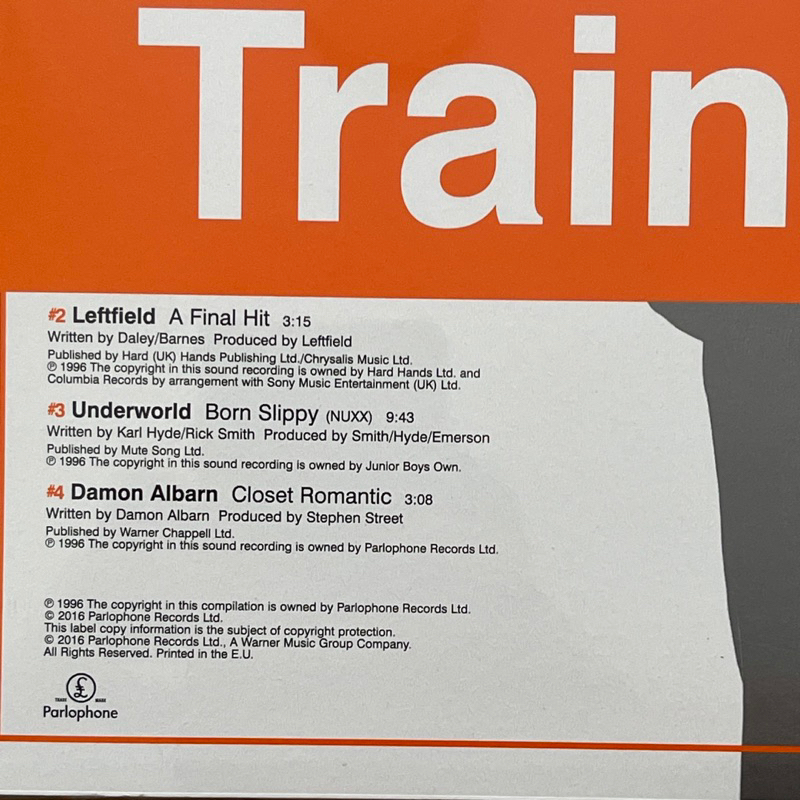 Train
#2 Leftfield A Final Hit 3:15
Written by Daley/Barnes Produced by Leftfield
Published by Hard (UK) Hands Publishing Ltd./Chrysalis Music Ltd.
℗ 1996 The copyright in this sound recording is owned by Hard Hands Ltd. and
Columbia Records by arrangement with Sony Music Entertainment (UK) Ltd.
#3 Underworld Born Slippy (NUXX) 9:43
Written by Karl Hyde/Rick Smith Produced by Smith/Hyde/Emerson
Published by Mute Song Ltd.
℗ 1996 The copyright in this sound recording is owned by Junior Boys Own.
#4 Damon Albarn Closet Romantic 3:08
Written by Damon Albarn Produced by Stephen Street
Published by Warner Chappell Ltd.
℗ 1996 The copyright in this sound recording is owned by Parlophone Records Ltd.
℗ 1996 The copyright in this compilation is owned by Parlophone Records Ltd.
© 2016 Parlophone Records Ltd.
This label copy information is the subject of copyright protection.
© 2016 Parlophone Records Ltd., A Warner Music Group Company.
All Rights Reserved. Printed in the E.U.
£
TRADE MARK
Parlophone